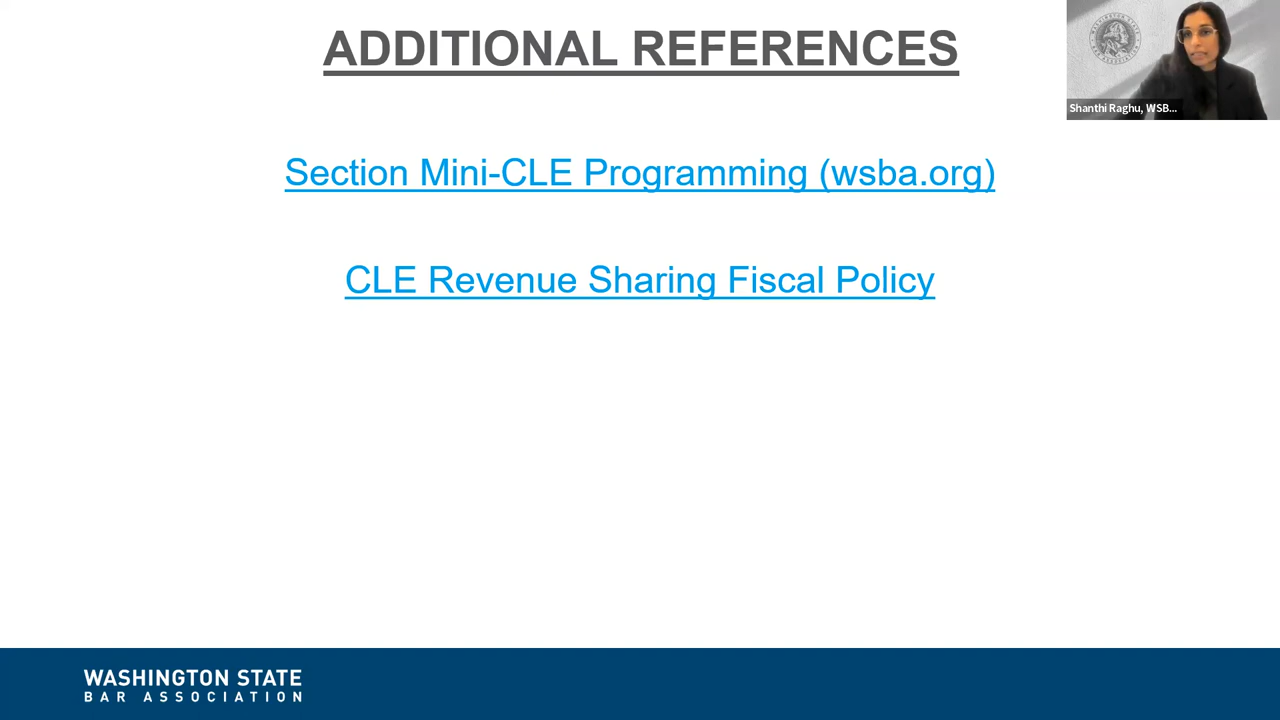 ADDITIONAL REFERENCES
Shanthi Raghu, WSB...
Section Mini-CLE Programming (wsba.org)
CLE Revenue Sharing Fiscal Policy
WASHINGTON STATE
BAR ASSOCIATION